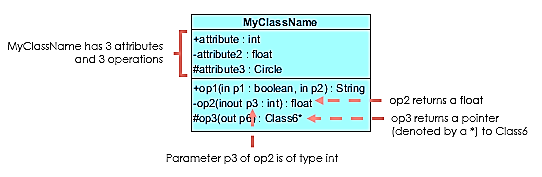 MyClassName
+attribute : int
-attribute2 : float
#attribute3 : Circle
+op1(in p1 : boolean, in p2) : String
-op2(inout p3 : int) : float
#op3(out p6) : Class6*
MyClassName has 3 attributes
and 3 operations
op2 returns a float
op3 returns a pointer
(denoted by a *) to Class6
Parameter p3 of op2 is of type int